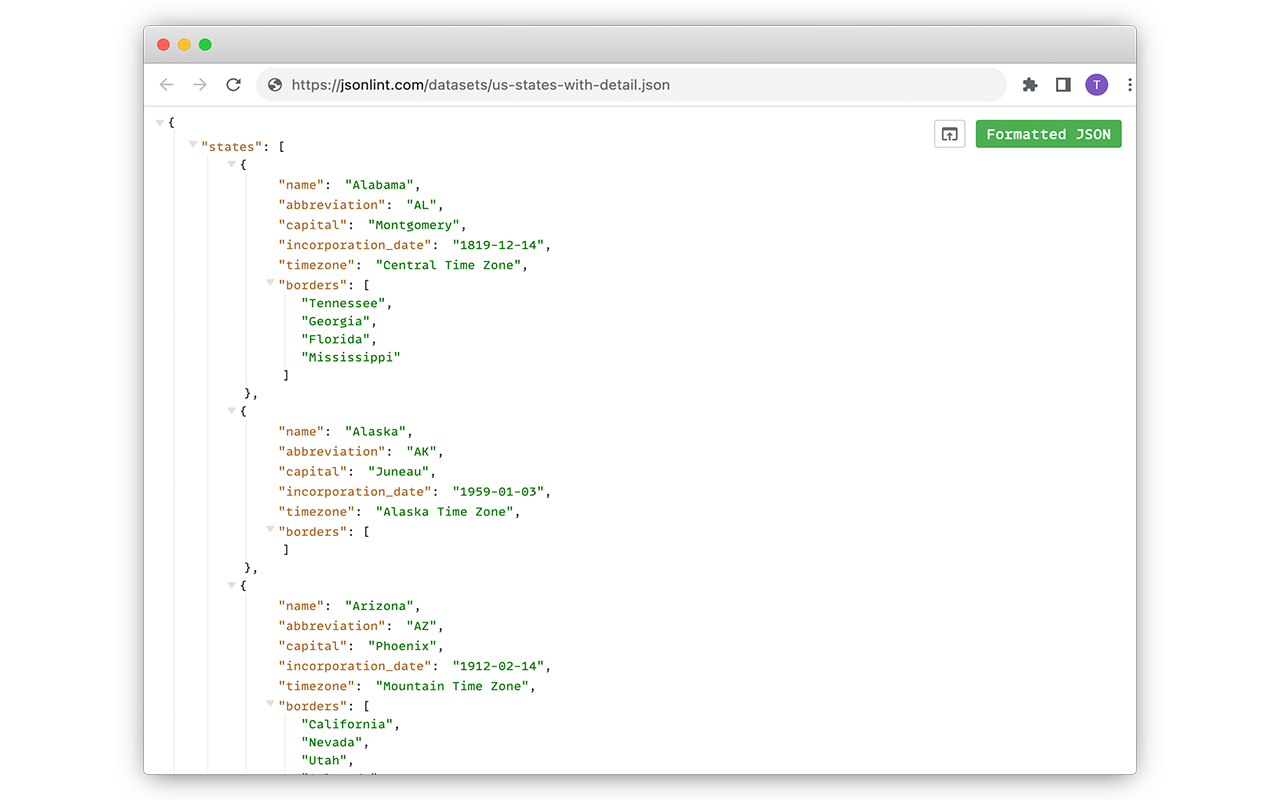 https://jsonlint.com/datasets/us-states-with-detail.json
T
{
Formatted JSON
"states": [
{
"name": "Alabama",
"abbreviation": "AL",
"capital": "Montgomery",
"incorporation_date": "1819-12-14",
"timezone": "Central Time Zone",
"borders": [
"Tennessee",
"Georgia",
"Florida",
"Mississippi"
]
},
{
"name": "Alaska",
"abbreviation": "AK",
"capital": "Juneau",
"incorporation_date": "1959-01-03",
"timezone": "Alaska Time Zone",
"borders": [
]
},
{
"name": "Arizona",
"abbreviation": "AZ",
"capital": "Phoenix",
"incorporation_date": "1912-02-14",
"timezone": "Mountain Time Zone",
"borders": [
"California",
"Nevada",
"Utah",